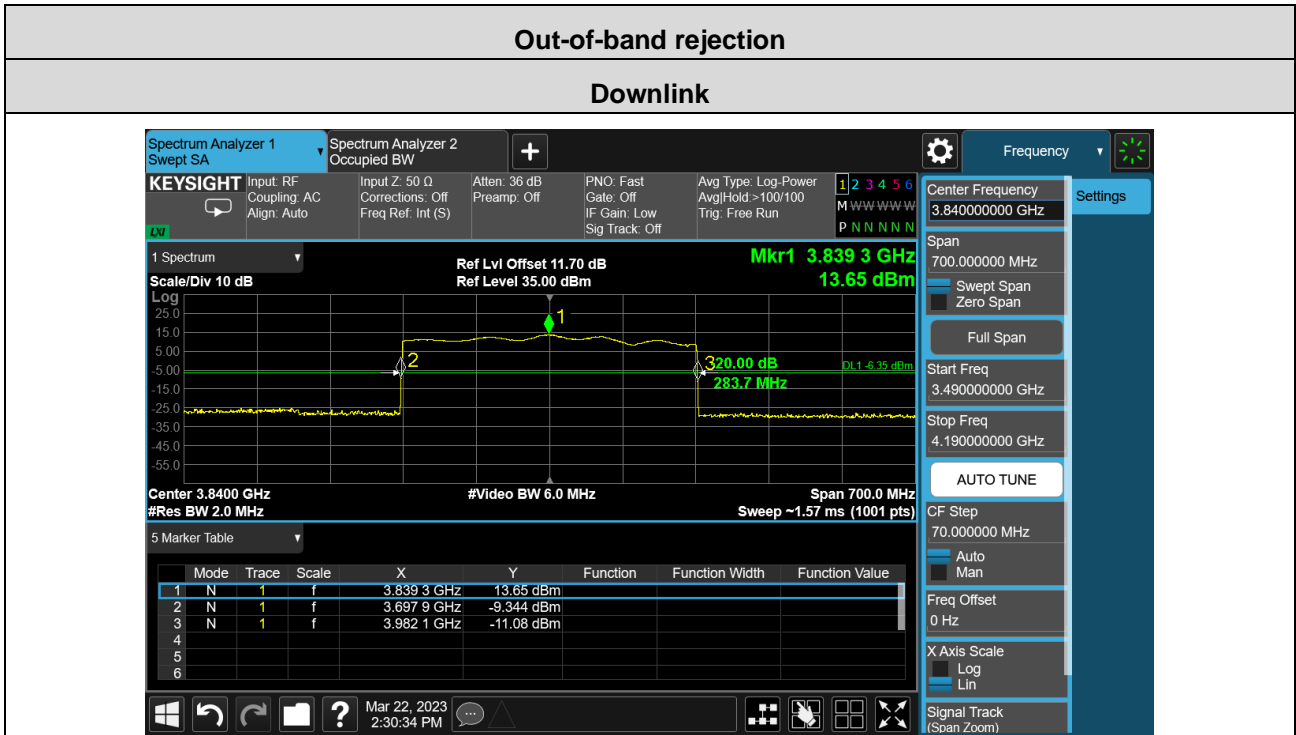 Out-of-band rejection
Downlink
Spectrum Analyzer 1
Swept SA
Spectrum Analyzer 2
Occupied BW
+
Frequency
KEYSIGHT
Input: RF
Coupling: AC
Align: Auto
LXI
Input Z: 50 Ω
Corrections: Off
Freq Ref: Int (S)
Atten: 36 dB
Preamp: Off
PNO: Fast
Gate: Off
IF Gain: Low
Sig Track: Off
Avg Type: Log-Power
Avg|Hold:>100/100
Trig: Free Run
1 2 3 4 5 6
M W W W W W
P N N N N N
1 Spectrum
Scale/Div 10 dB
Ref Lvl Offset 11.70 dB
Ref Level 35.00 dBm
Mkr1 3.839 3 GHz
13.65 dBm
Log
25.0
15.0
5.00
-5.00
-15.0
-25.0
-35.0
-45.0
-55.0
1
2
3
20.00 dB
283.7 MHz
DL1 -6.35 dBm
Center 3.8400 GHz
#Video BW 6.0 MHz
Span 700.0 MHz
#Res BW 2.0 MHz
Sweep ~1.57 ms (1001 pts)
5 Marker Table
Mode Trace Scale X Y Function Function Width Function Value
1 N 1 f 3.839 3 GHz 13.65 dBm
2 N 1 f 3.697 9 GHz -9.344 dBm
3 N 1 f 3.982 1 GHz -11.08 dBm
4
5
6
?
Mar 22, 2023
2:30:34 PM
Settings
Center Frequency
3.840000000 GHz
Span
700.000000 MHz
Swept Span
Zero Span
Full Span
Start Freq
3.490000000 GHz
Stop Freq
4.190000000 GHz
AUTO TUNE
CF Step
70.000000 MHz
Auto
Man
Freq Offset
0 Hz
X Axis Scale
Log
Lin
Signal Track
(Span Zoom)